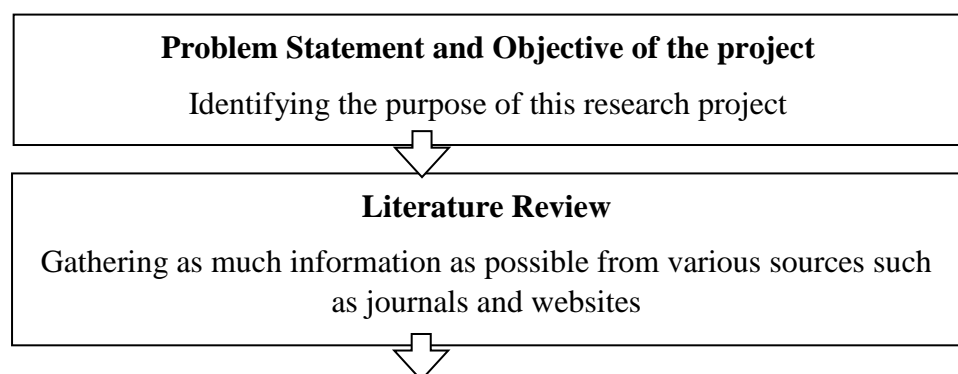 Problem Statement and Objective of the project
Identifying the purpose of this research project
Literature Review
Gathering as much information as possible from various sources such
as journals and websites